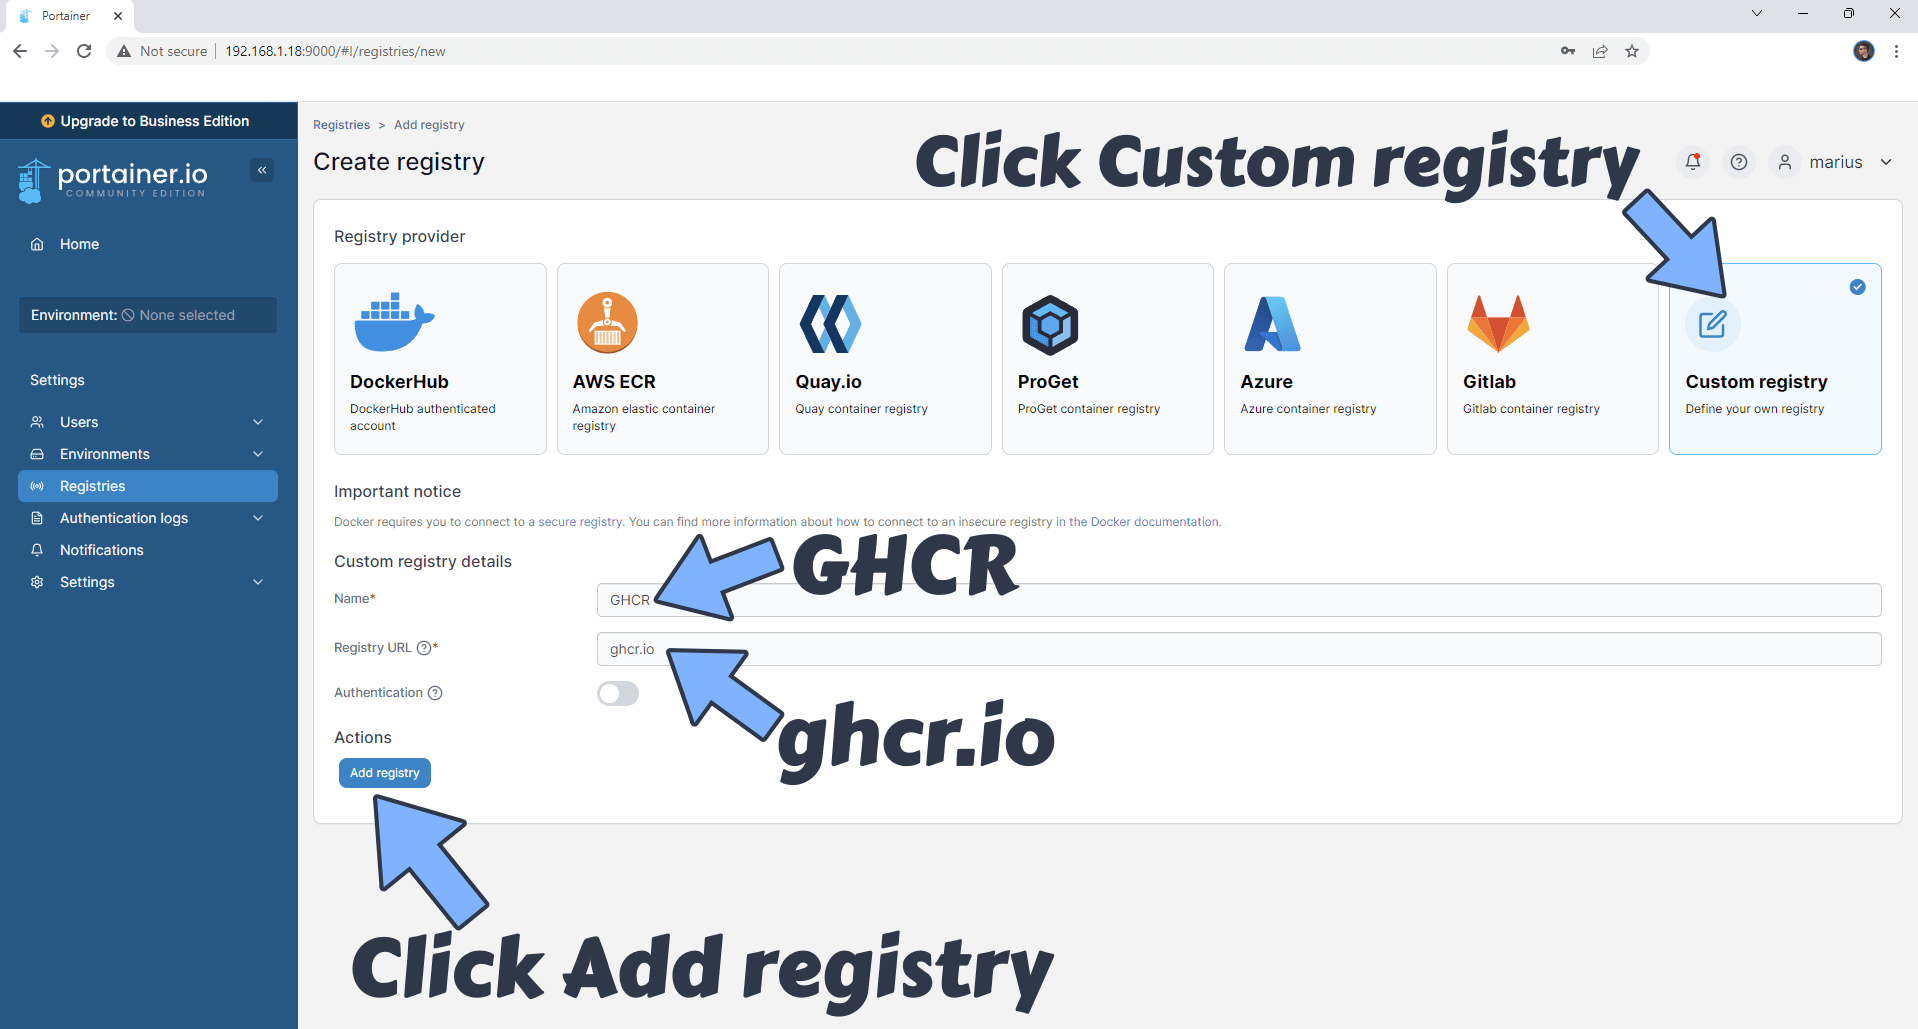 Portainer
Not secure
192.168.1.18:9000/#!/registries/new
Upgrade to Business Edition
portainer.io
COMMUNITY EDITION
Home
Environment: None selected
Settings
Users
Environments
Registries
Authentication logs
Notifications
Settings
Registries > Add registry
Create registry
Click Custom registry
marius
Registry provider
DockerHub
DockerHub authenticated
account
AWS ECR
Amazon elastic container
registry
Quay.io
Quay container registry
ProGet
ProGet container registry
Azure
Azure container registry
Gitlab
Gitlab container registry
Custom registry
Define your own registry
Important notice
Docker requires you to connect to a secure registry. You can find more information about how to connect to an insecure registry in the Docker documentation.
Custom registry details
GHCR
Name*
GHCR
Registry URL *
ghcr.io
Authentication
ghcr.io
Actions
Add registry
Click Add registry